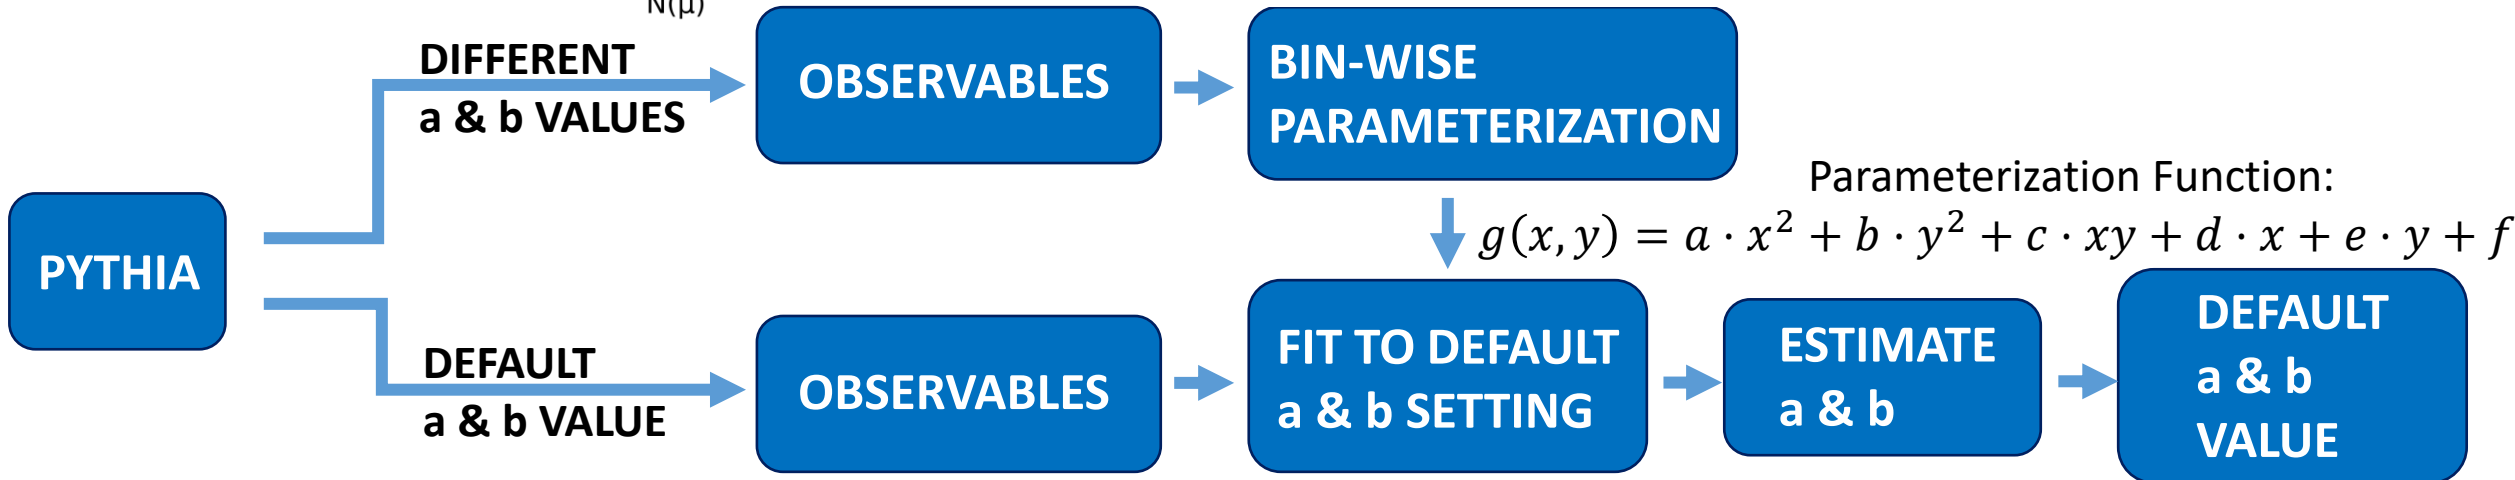 N(μ)
DIFFERENT
a & b VALUES
OBSERVABLES
BIN-WISE
PARAMETERIZATION
Parameterization Function:
g(x, y) = a · x² + b · y² + c · xy + d · x + e · y + f
PYTHIA
DEFAULT
a & b VALUE
OBSERVABLES
FIT TO DEFAULT
a & b SETTING
ESTIMATE
a & b
DEFAULT
a & b
VALUE